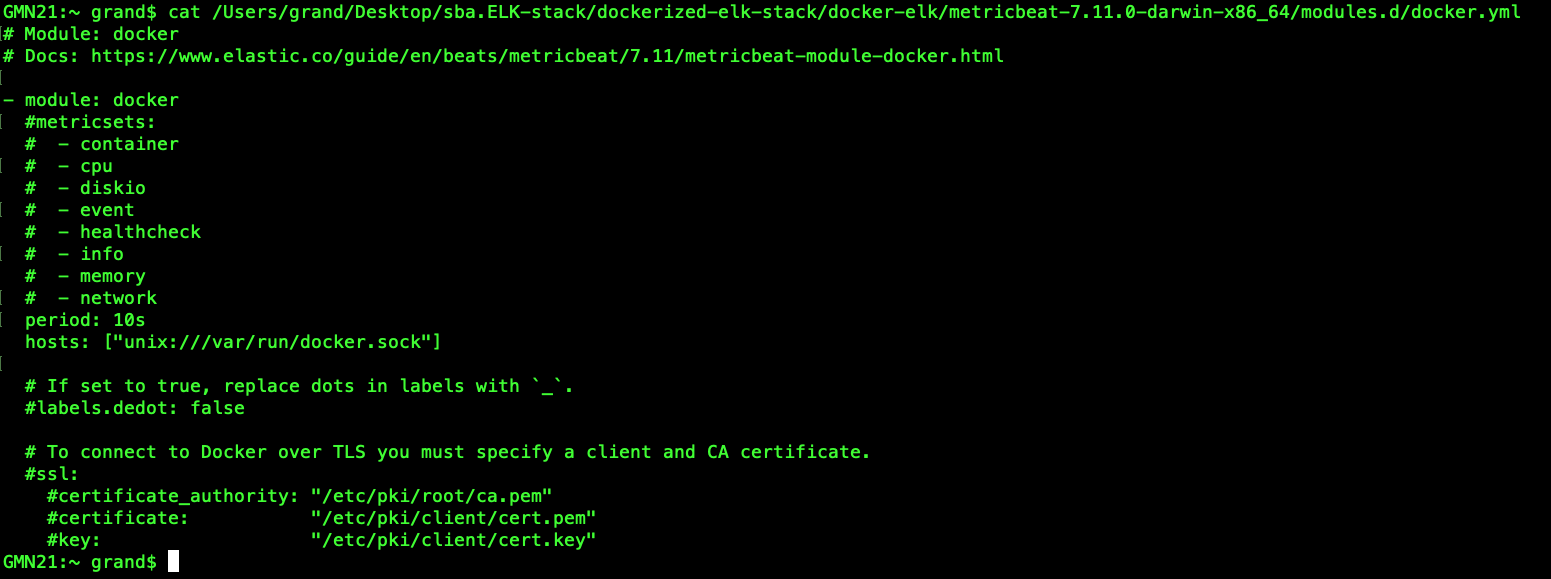 GMN21:~ grand$ cat /Users/grand/Desktop/sba.ELK-stack/dockerized-elk-stack/docker-elk/metricbeat-7.11.0-darwin-x86_64/modules.d/docker.yml
# Module: docker
# Docs: https://www.elastic.co/guide/en/beats/metricbeat/7.11/metricbeat-module-docker.html

- module: docker
  #metricsets:
  #  - container
  #  - cpu
  #  - diskio
  #  - event
  #  - healthcheck
  #  - info
  #  - memory
  #  - network
  period: 10s
  hosts: ["unix:///var/run/docker.sock"]

  # If set to true, replace dots in labels with `_`.
  #labels.dedot: false

  # To connect to Docker over TLS you must specify a client and CA certificate.
  #ssl:
    #certificate_authority: "/etc/pki/root/ca.pem"
    #certificate:           "/etc/pki/client/cert.pem"
    #key:                   "/etc/pki/client/cert.key"
GMN21:~ grand$